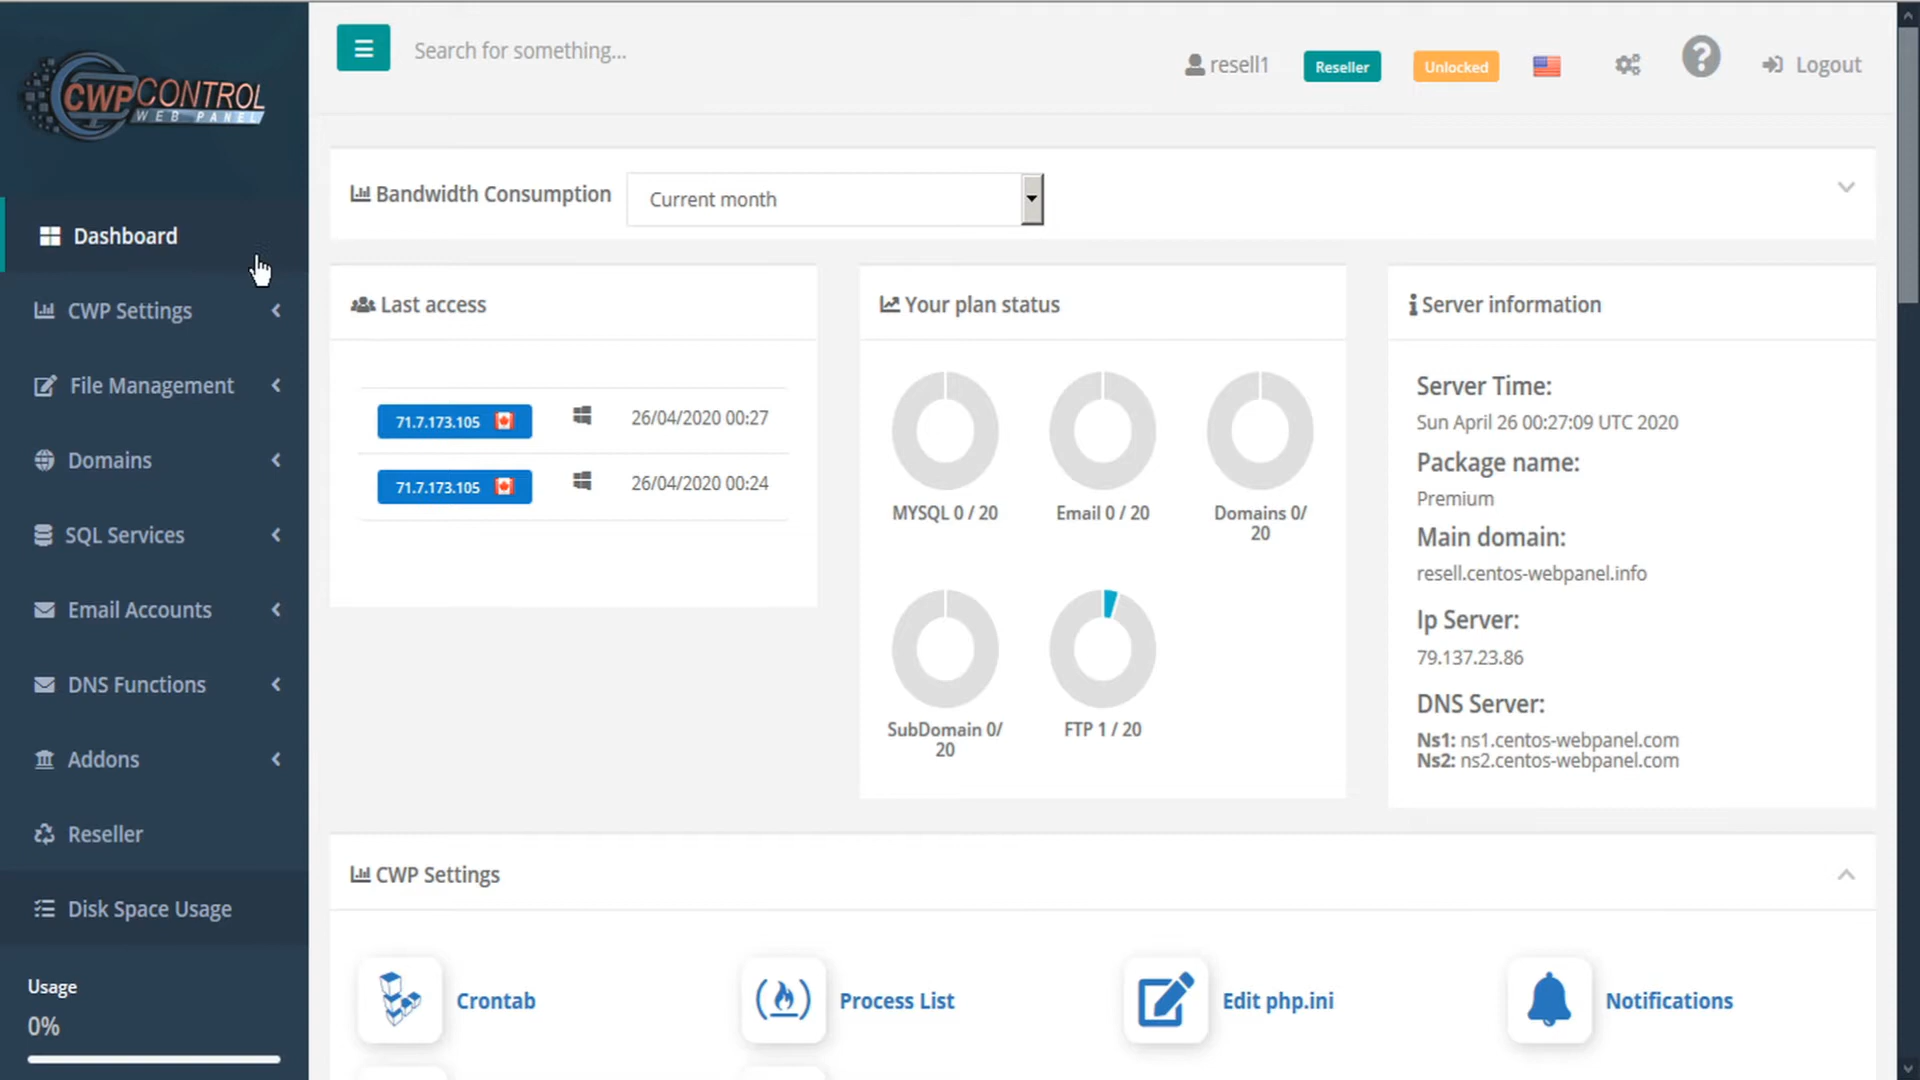 CWPCONTROL
WEB PANEL
Dashboard
CWP Settings
File Management
Domains
SQL Services
Email Accounts
DNS Functions
Addons
Reseller
Disk Space Usage
Usage
0%
Search for something...
resell1
Reseller
Unlocked
Logout
Bandwidth Consumption
Current month
Last access
71.7.173.105 26/04/2020 00:27
71.7.173.105 26/04/2020 00:24
Your plan status
MYSQL 0 / 20
Email 0 / 20
Domains 0/
20
SubDomain 0/
20
FTP 1 / 20
Server information
Server Time:
Sun April 26 00:27:09 UTC 2020
Package name:
Premium
Main domain:
resell.centos-webpanel.info
Ip Server:
79.137.23.86
DNS Server:
Ns1: ns1.centos-webpanel.com
Ns2: ns2.centos-webpanel.com
CWP Settings
Crontab
Process List
Edit php.ini
Notifications